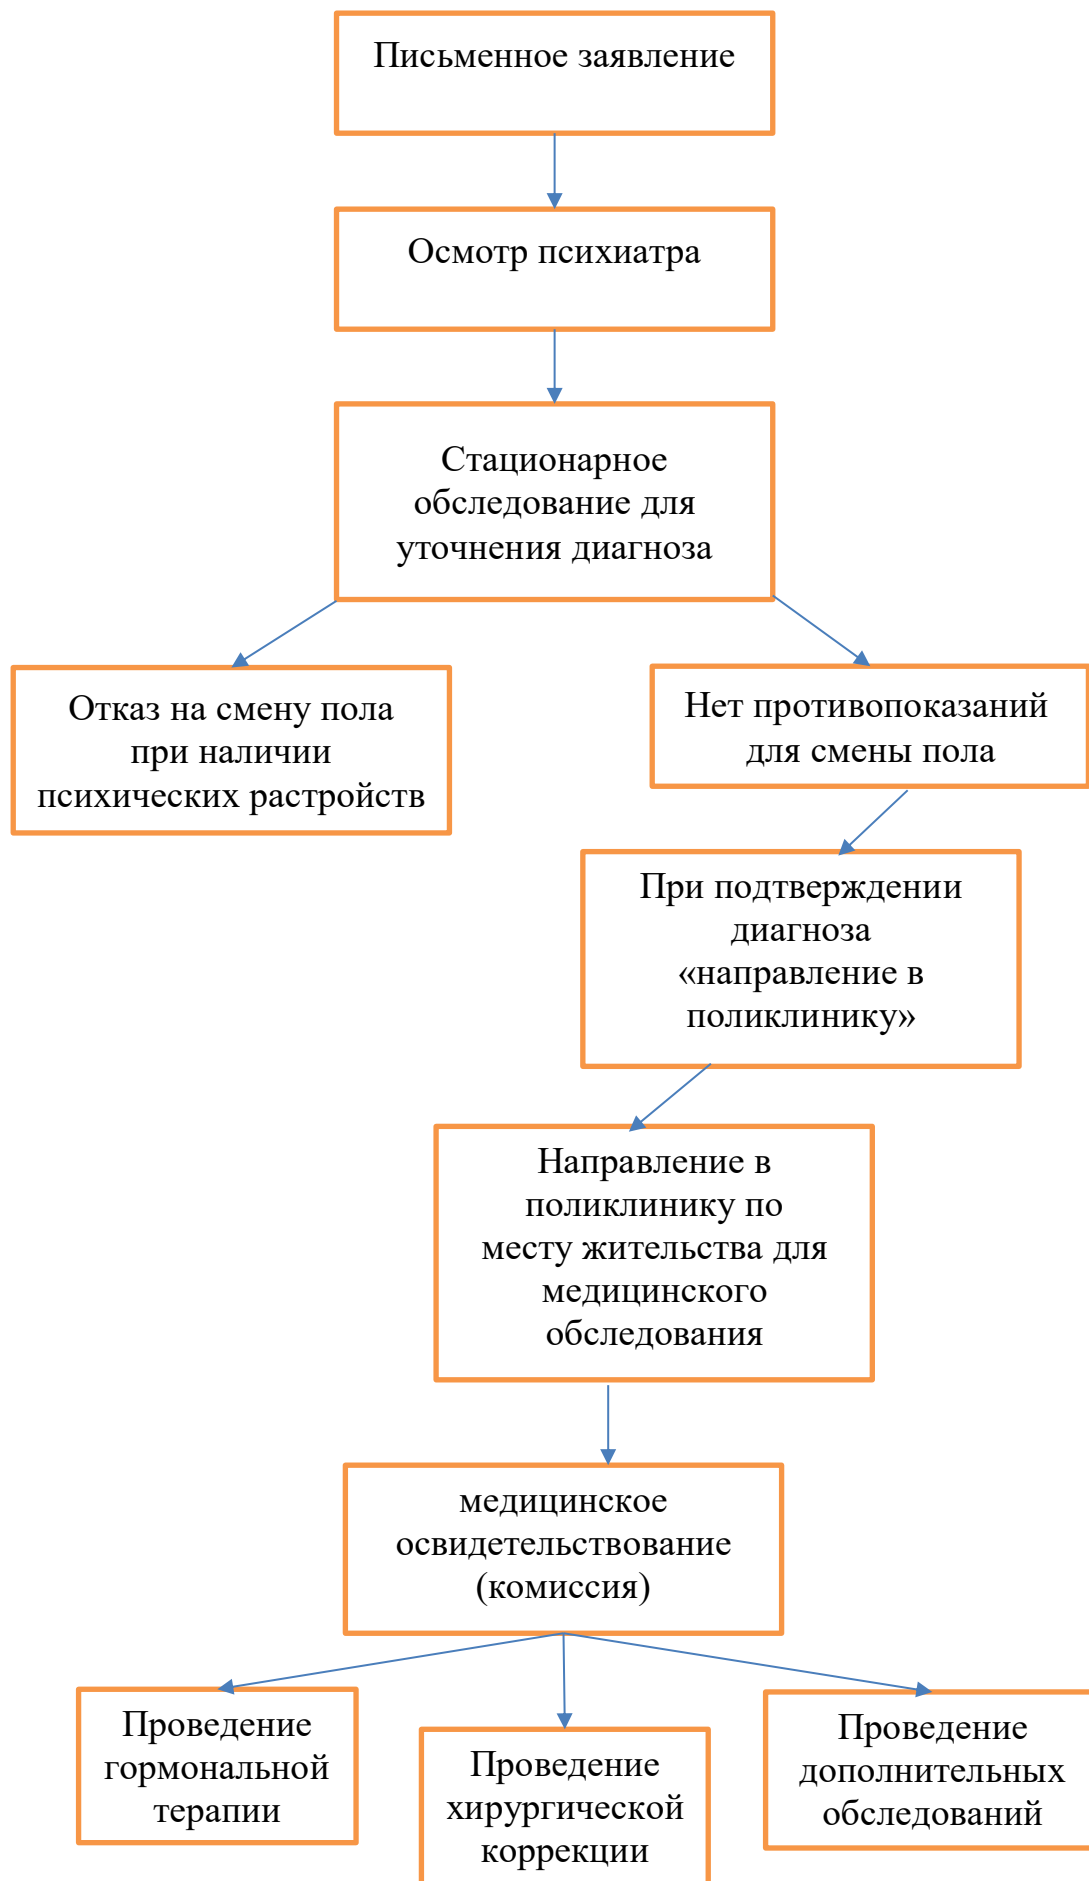 Письменное заявление
Осмотр психиатра
Стационарное
обследование для
уточнения диагноза
Отказ на смену пола
при наличии
психических растройств
Нет противопоказаний
для смены пола
При подтверждении
диагноза
«направление в
поликлинику»
Направление в
поликлинику по
месту жительства для
медицинского
обследования
медицинское
освидетельствование
(комиссия)
Проведение
гормональной
терапии
Проведение
хирургической
коррекции
Проведение
дополнительных
обследований